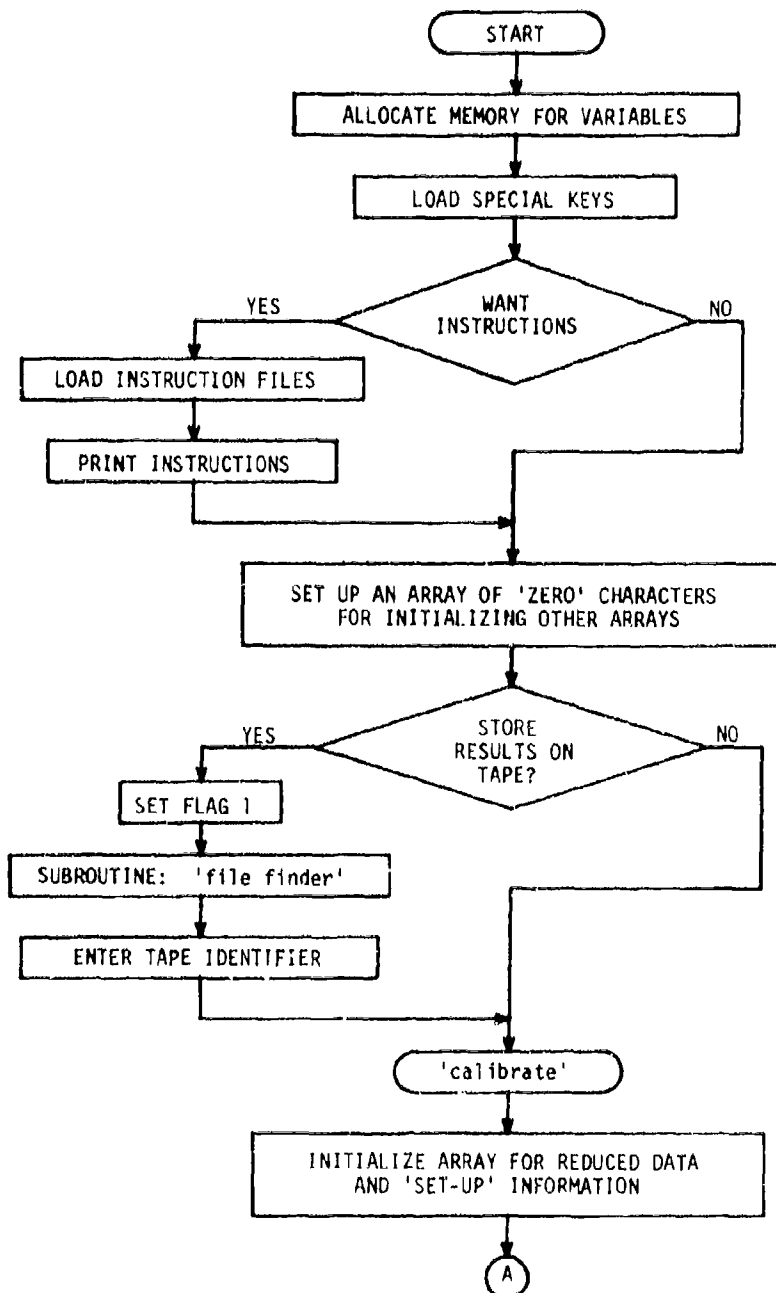 START
ALLOCATE MEMORY FOR VARIABLES
LOAD SPECIAL KEYS
WANT
INSTRUCTIONS
YES
NO
LOAD INSTRUCTION FILES
PRINT INSTRUCTIONS
SET UP AN ARRAY OF 'ZERO' CHARACTERS
FOR INITIALIZING OTHER ARRAYS
STORE
RESULTS ON
TAPE?
YES
NO
SET FLAG 1
SUBROUTINE: 'file finder'
ENTER TAPE IDENTIFIER
'calibrate'
INITIALIZE ARRAY FOR REDUCED DATA
AND 'SET-UP' INFORMATION
A